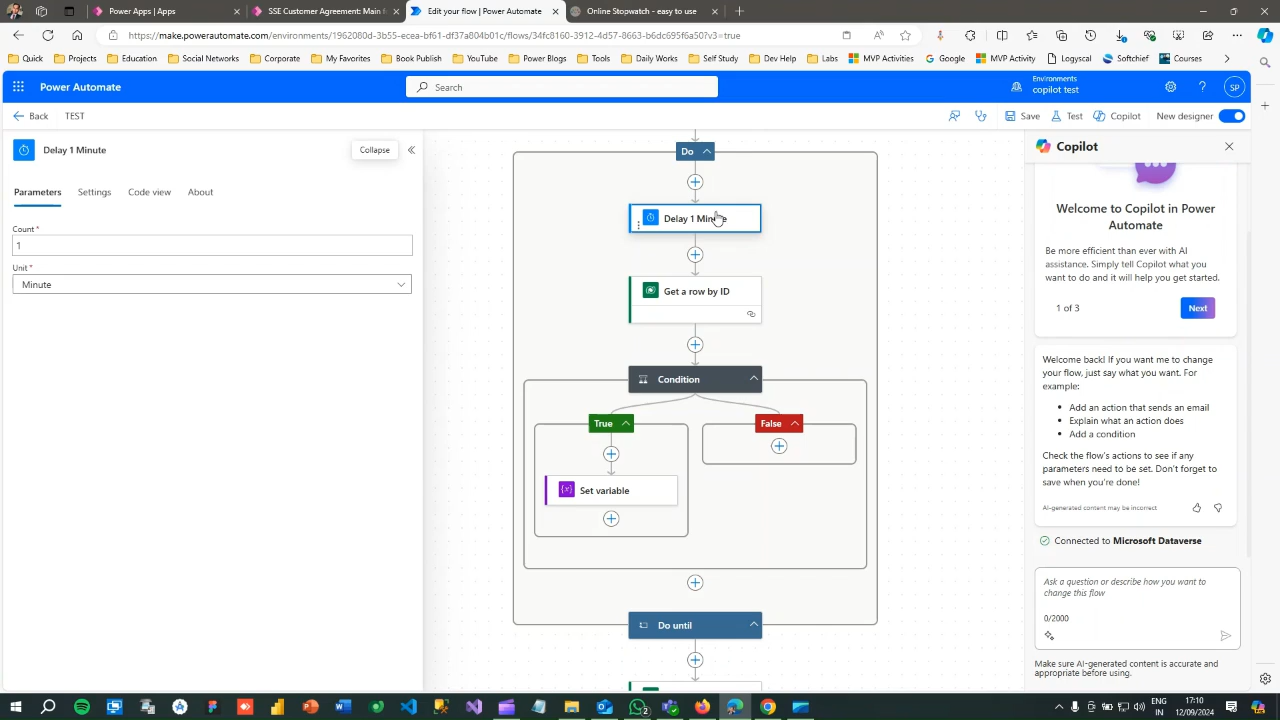 Power Apps | Apps
SSE Customer Agreement: Main f
Edit your flow | Power Automate
Online Stopwatch - easy to use
https://make.powerautomate.com/environments/1962080d-3b55-ecea-bf61-df37a804b01c/flows/34fc8160-3912-4d57-8663-b6dc695f6a50?v3=true
Quick
Projects
Education
Social Networks
Corporate
My Favorites
Book Publish
YouTube
Power Blogs
Tools
Daily Works
Self Study
Dev Help
Labs
MVP Activities
Google
MVP Activity
Logyscal
Softchief
Courses
Power Automate
Search
Environments
copilot test
SP
Back
TEST
Save
Test
Copilot
New designer
Delay 1 Minute
Collapse
Parameters
Settings
Code view
About
Count *
1
Unit *
Minute
Do
Delay 1 Minute
Get a row by ID
Condition
True
False
Set variable
Do until
Copilot
Welcome to Copilot in Power
Automate
Be more efficient than ever with AI
assistance. Simply tell Copilot what you
want to do and it will help you get started.
1 of 3
Next
Welcome back! If you want me to change
your flow, just say what you want. For
example:
• Add an action that sends an email
• Explain what an action does
• Add a condition
Check the flow's actions to see if any
parameters need to be set. Don't forget to
save when you're done!
AI-generated content may be incorrect
Connected to Microsoft Dataverse
Ask a question or describe how you want to
change this flow
0/2000
Make sure AI-generated content is accurate and
appropriate before using.
ENG
IN
17:10
12/09/2024